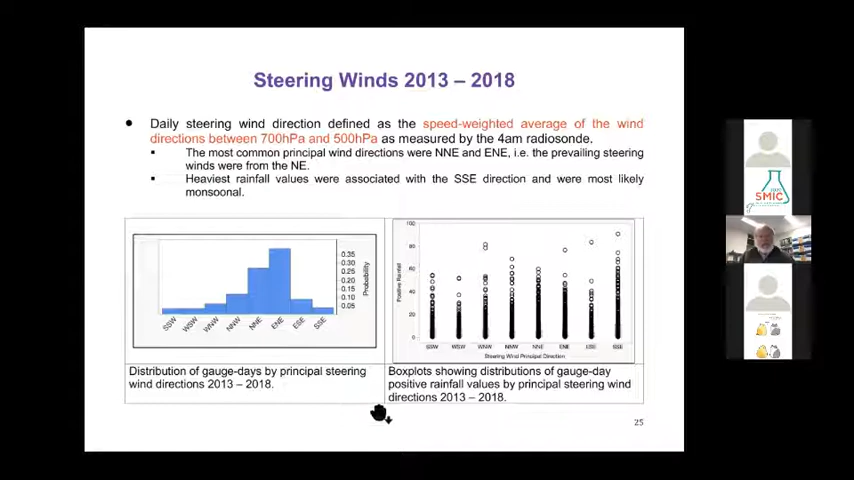 Steering Winds 2013 – 2018
● Daily steering wind direction defined as the speed-weighted average of the wind
directions between 700hPa and 500hPa as measured by the 4am radiosonde.
▪ The most common principal wind directions were NNE and ENE, i.e. the prevailing steering
winds were from the NE.
▪ Heaviest rainfall values were associated with the SSE direction and were most likely
monsoonal.
0.35
0.30
0.25
0.20
0.15
0.10
0.05
Probability
SSW WSW WNW NNW NNE ENE ESE SSE
100
80
60
40
20
0
Positive Rainfall
SSW WSW WNW NNW NNE ENE ESE SSE
Steering Wind Principal Direction
Distribution of gauge-days by principal steering
wind directions 2013 – 2018.
Boxplots showing distributions of gauge-day
positive rainfall values by principal steering wind
directions 2013 – 2018.
25
SMIC